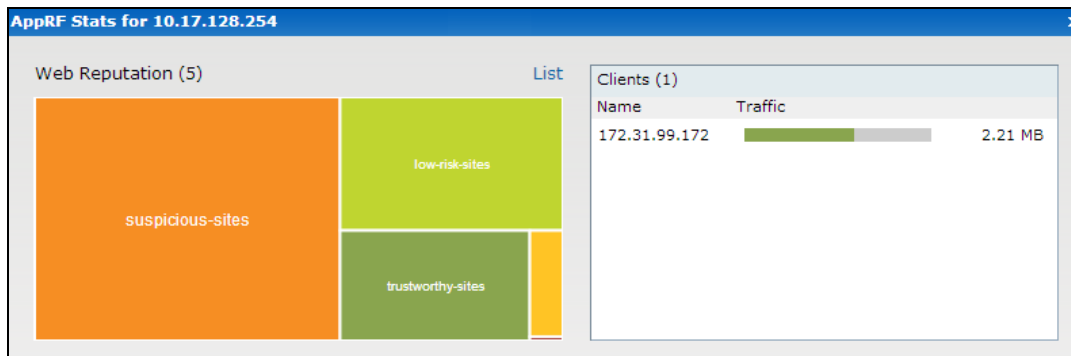 AppRF Stats for 10.17.128.254
Web Reputation (5) List
suspicious-sites
low-risk-sites
trustworthy-sites
Clients (1)
Name Traffic
172.31.99.172 2.21 MB